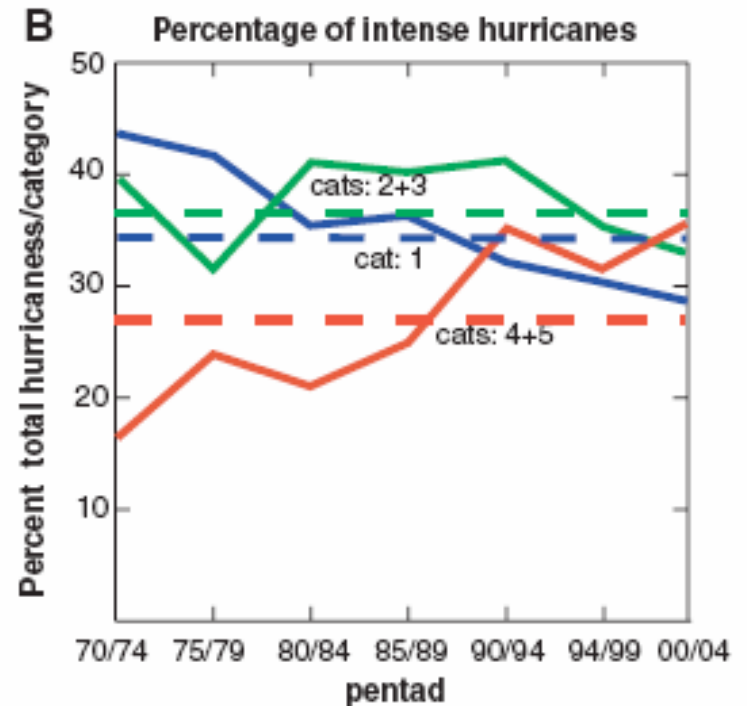 B Percentage of intense hurricanes
Percent total hurricaness/category
50
40
30
20
10
cats: 2+3
cat: 1
cats: 4+5
70/74 75/79 80/84 85/89 90/94 94/99 00/04
pentad